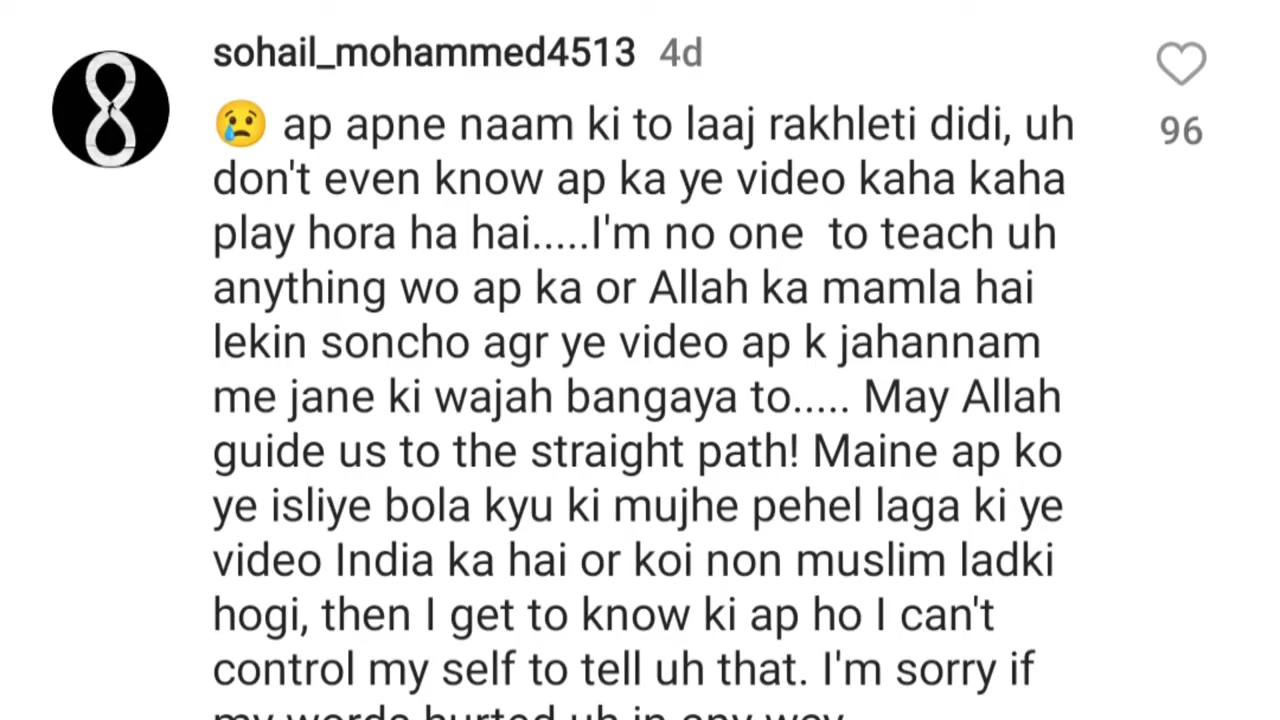 sohail_mohammed4513 4d
😢 ap apne naam ki to laaj rakhleti didi, uh
96
don't even know ap ka ye video kaha kaha
play hora ha hai.....I'm no one  to teach uh
anything wo ap ka or Allah ka mamla hai
lekin soncho agr ye video ap k jahannam
me jane ki wajah bangaya to..... May Allah
guide us to the straight path! Maine ap ko
ye isliye bola kyu ki mujhe pehel laga ki ye
video India ka hai or koi non muslim ladki
hogi, then I get to know ki ap ho I can't
control my self to tell uh that. I'm sorry if
my words hurted uh in any way